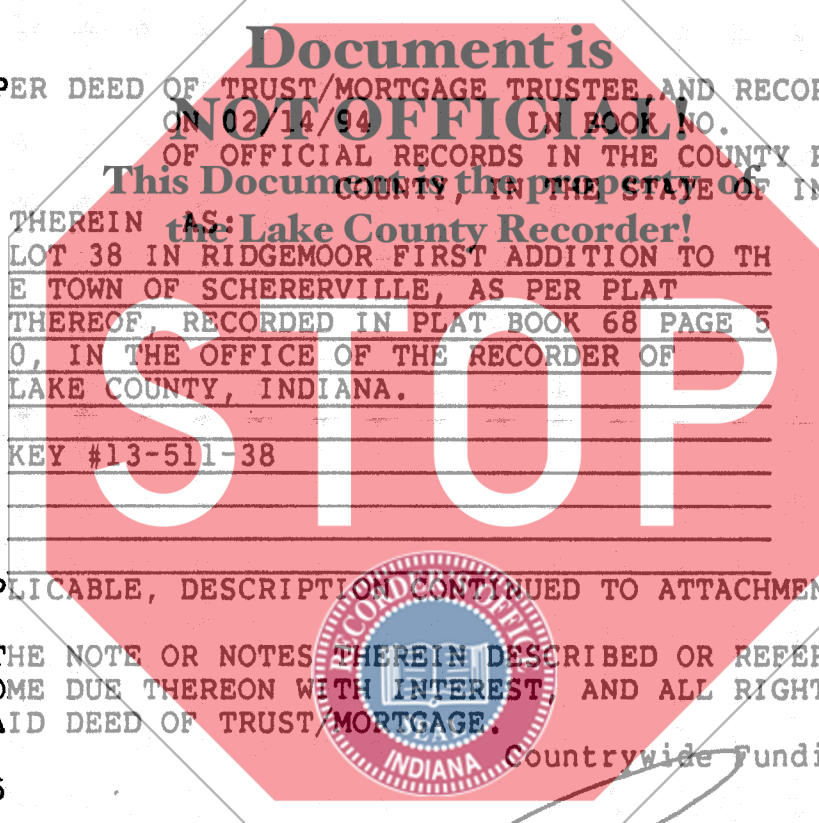 Document is
PER DEED OF TRUST/MORTGAGE TRUSTEE, AND RECOR
NOT OFFICIAL!
ON 02/14/94 IN BOOK NO.
OF OFFICIAL RECORDS IN THE COUNTY
This Document is the property of
COUNTY, IN THE STATE OF IN
the Lake County Recorder!
THEREIN AS:
LOT 38 IN RIDGEMOOR FIRST ADDITION TO TH
E TOWN OF SCHERERVILLE, AS PER PLAT
THEREOF, RECORDED IN PLAT BOOK 68 PAGE 5
0, IN THE OFFICE OF THE RECORDER OF
LAKE COUNTY, INDIANA.
STOP
KEY #13-511-38
PLICABLE, DESCRIPTION CONTINUED TO ATTACHMEN
RECORDER'S OFFICE
THE NOTE OR NOTES THEREIN DESCRIBED OR REFER
OME DUE THEREON WITH INTEREST, AND ALL RIGHT
AID DEED OF TRUST/MORTGAGE.
INDIANA
Countrywide Fundi